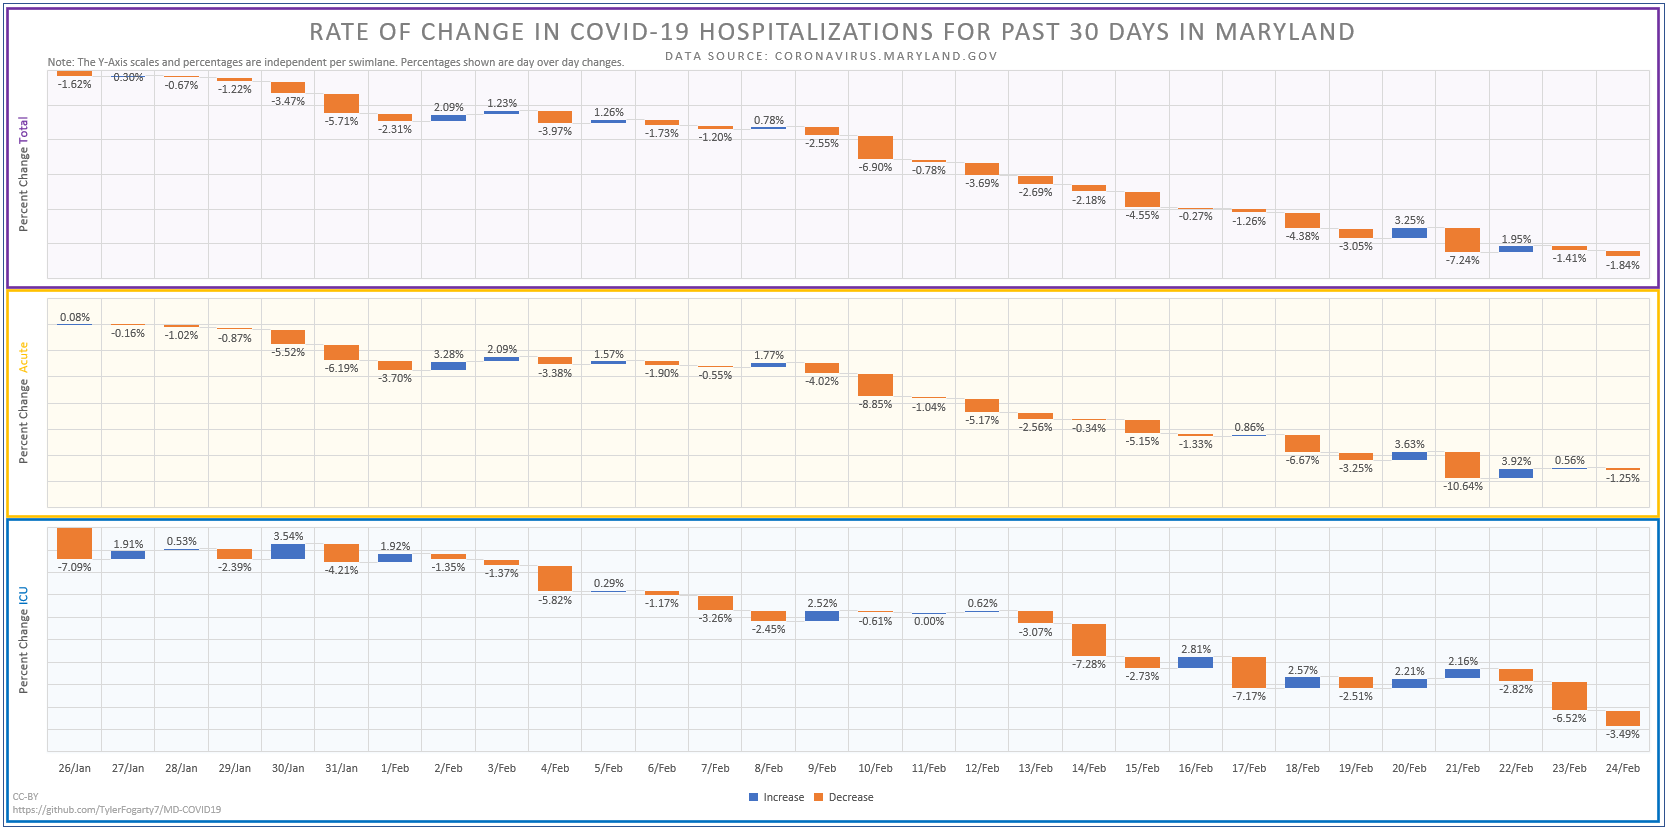 RATE OF CHANGE IN COVID-19 HOSPITALIZATIONS FOR PAST 30 DAYS IN MARYLAND
DATA SOURCE: CORONAVIRUS.MARYLAND.GOV
Note: The Y-Axis scales and percentages are independent per swimlane. Percentages shown are day over day changes.
Percent Change Total
-1.62% 0.30% -0.67% -1.22% -3.47% -5.71% -2.31% 2.09% 1.23% -3.97% 1.26% -1.73% -1.20% 0.78% -2.55% -6.90% -0.78% -3.69% -2.69% -2.18% -4.55% -0.27% -1.26% -4.38% -3.05% 3.25% -7.24% 1.95% -1.41% -1.84%
Percent Change Acute
0.08% -0.16% -1.02% -0.87% -5.52% -6.19% -3.70% 3.28% 2.09% -3.38% 1.57% -1.90% -0.55% 1.77% -4.02% -8.85% -1.04% -5.17% -2.56% -0.34% -5.15% -1.33% 0.86% -6.67% -3.25% 3.63% -10.64% 3.92% 0.56% -1.25%
Percent Change ICU
-7.09% 1.91% 0.53% -2.39% 3.54% -4.21% 1.92% -1.35% -1.37% -5.82% 0.29% -1.17% -3.26% -2.45% 2.52% -0.61% 0.00% 0.62% -3.07% -7.28% -2.73% 2.81% -7.17% 2.57% -2.51% 2.21% 2.16% -2.82% -6.52% -3.49%
26/Jan 27/Jan 28/Jan 29/Jan 30/Jan 31/Jan 1/Feb 2/Feb 3/Feb 4/Feb 5/Feb 6/Feb 7/Feb 8/Feb 9/Feb 10/Feb 11/Feb 12/Feb 13/Feb 14/Feb 15/Feb 16/Feb 17/Feb 18/Feb 19/Feb 20/Feb 21/Feb 22/Feb 23/Feb 24/Feb
Increase Decrease
CC-BY
https://github.com/TylerFogarty7/MD-COVID19